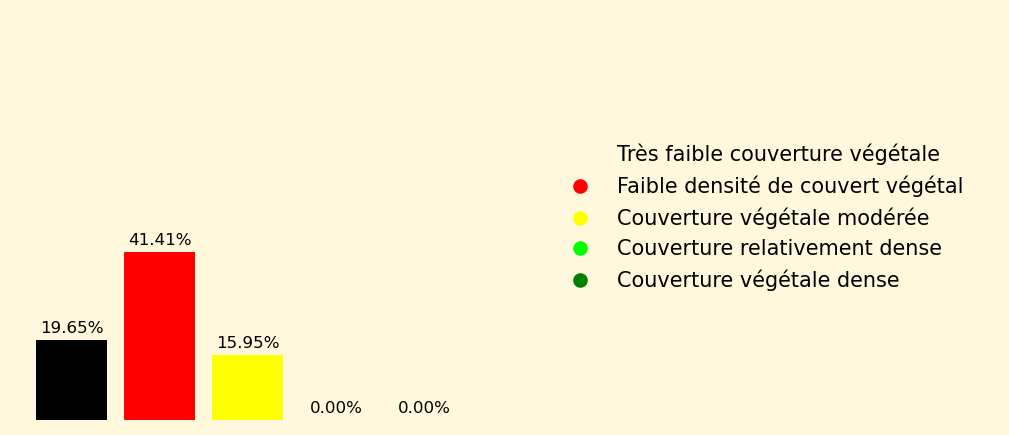 41.41%
19.65%
15.95%
0.00%
0.00%
Très faible couverture végétale
Faible densité de couvert végétal
Couverture végétale modérée
Couverture relativement dense
Couverture végétale dense